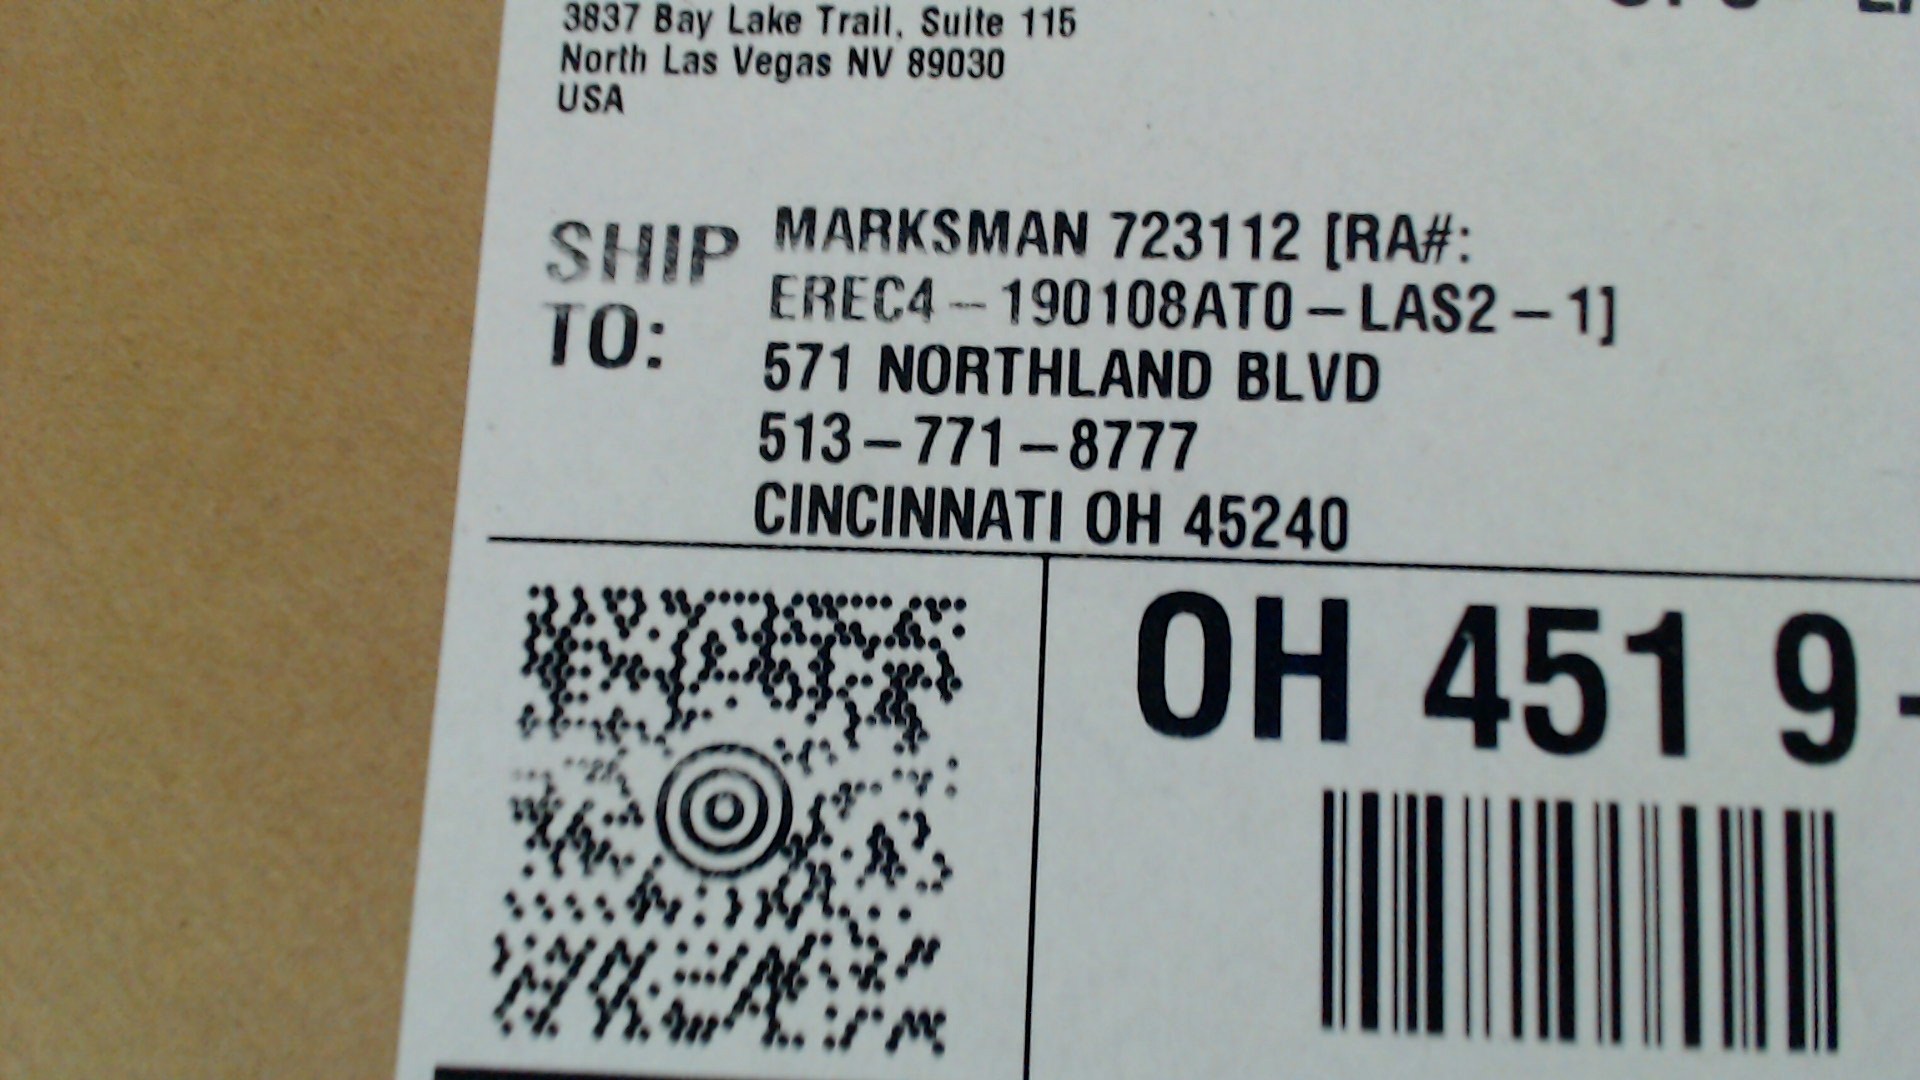 3837 Bay Lake Trail, Suite 115
North Las Vegas NV 89030
USA
SHIP TO:
MARKSMAN 723112 [RA#:
EREC4-190108AT0-LAS2-1]
571 NORTHLAND BLVD
513-771-8777
CINCINNATI OH 45240
OH 451 9-